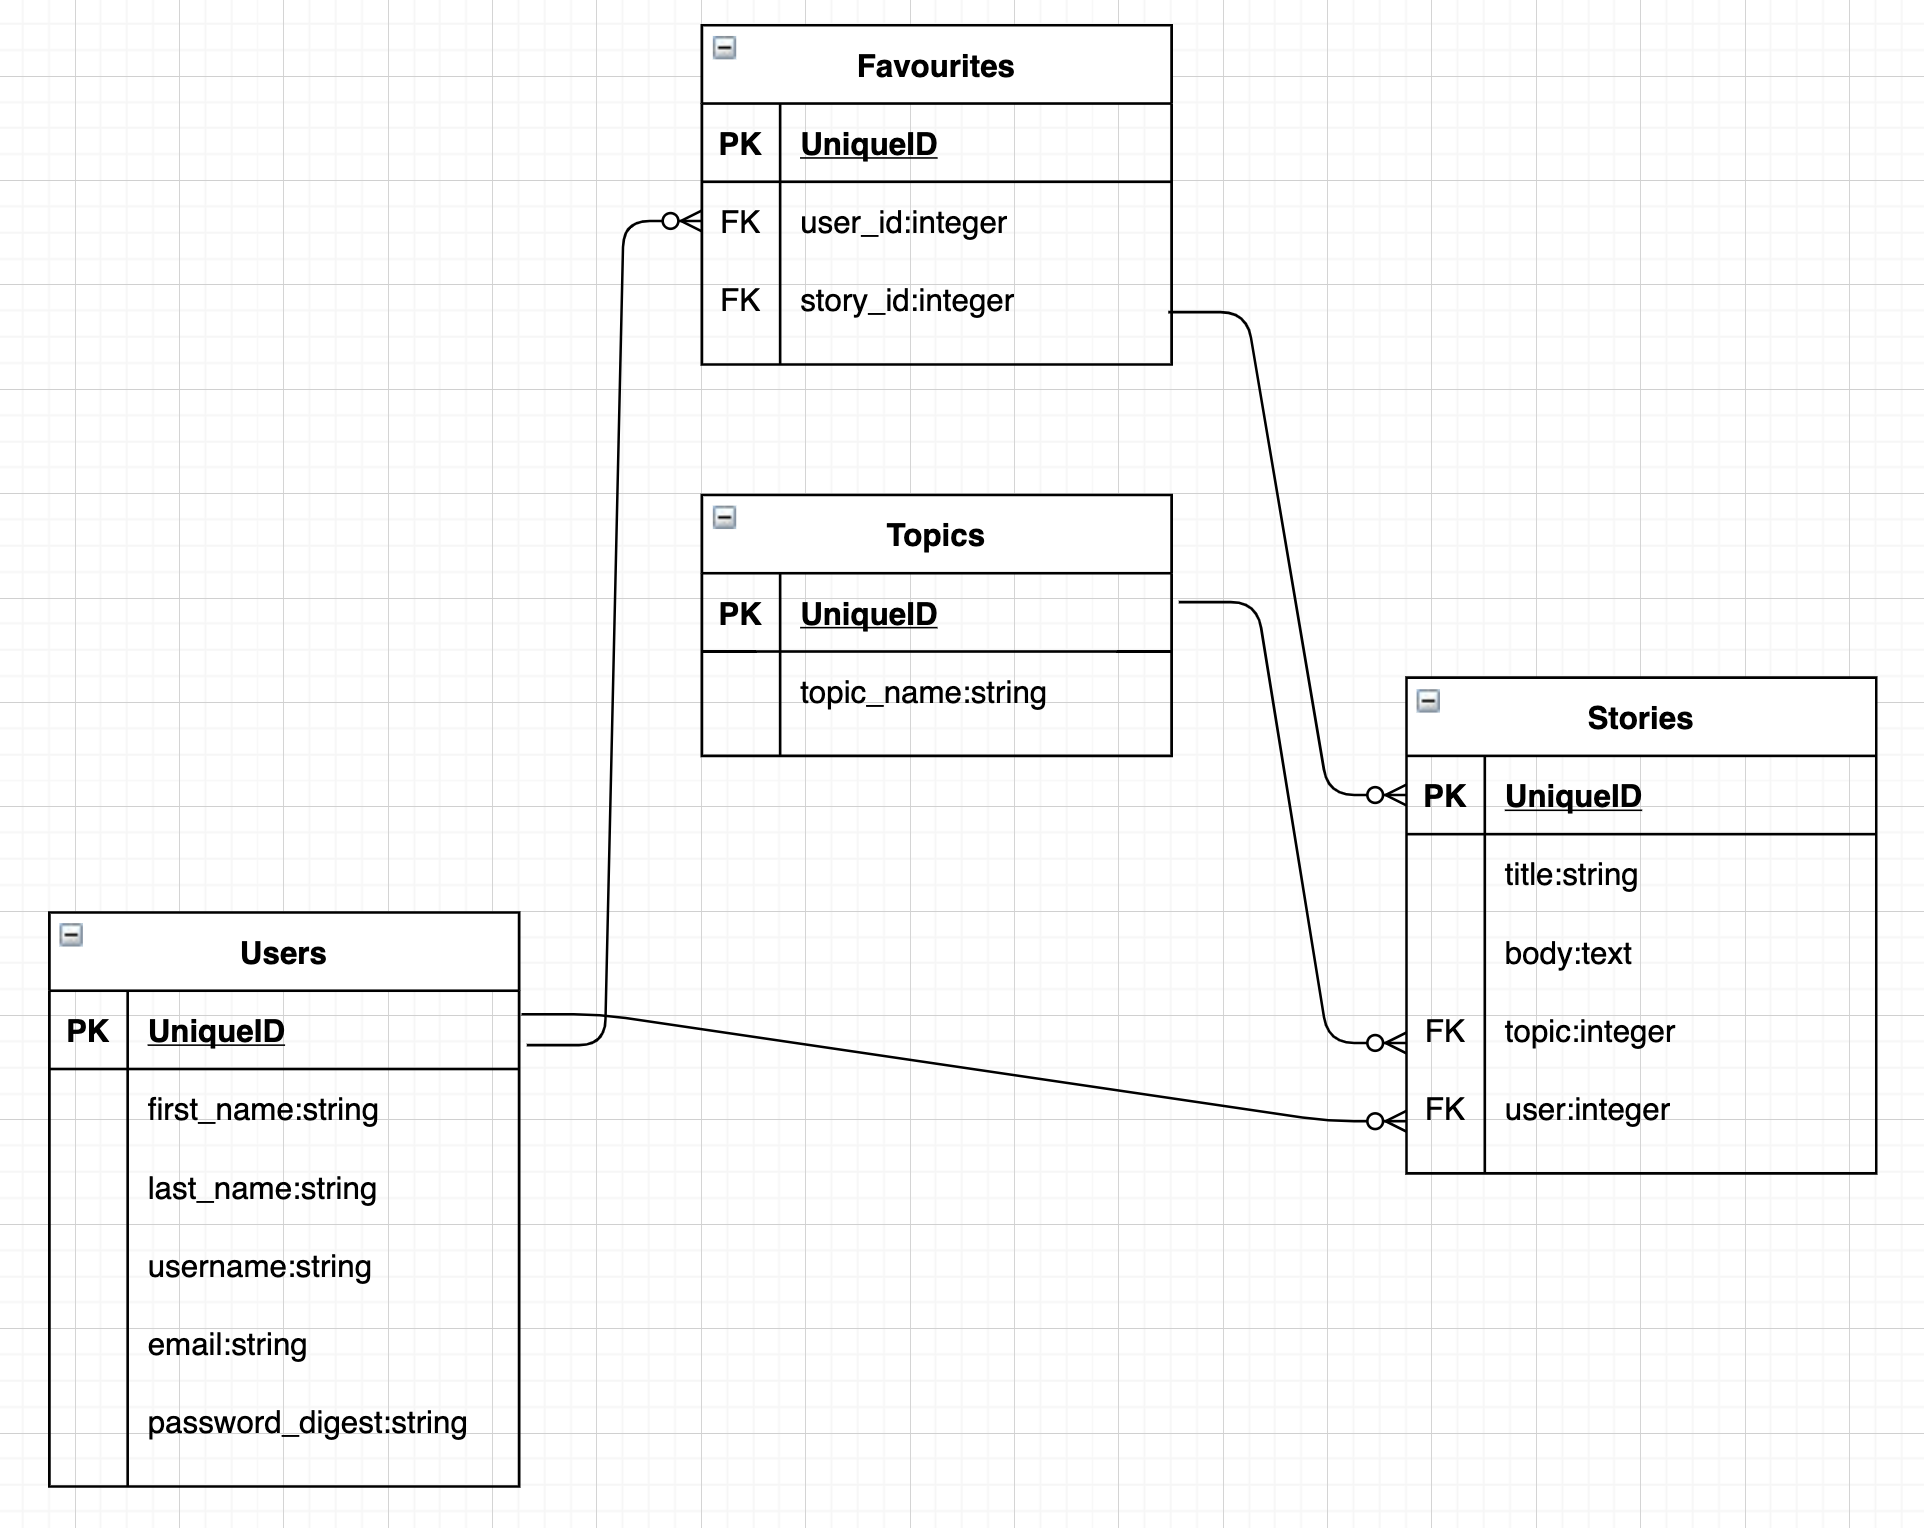 Favourites
PK UniqueID
FK user_id:integer
FK story_id:integer
Topics
PK UniqueID
topic_name:string
Stories
PK UniqueID
title:string
body:text
FK topic:integer
FK user:integer
Users
PK UniqueID
first_name:string
last_name:string
username:string
email:string
password_digest:string